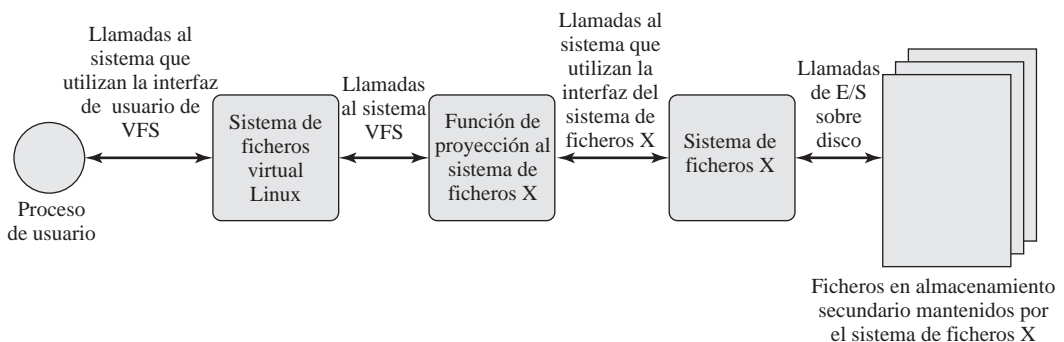 Llamadas al
sistema que
utilizan la interfaz
de usuario de
VFS
Proceso
de usuario
Sistema de
ficheros
virtual
Linux
Llamadas
al sistema
VFS
Función de
proyección al
sistema de
ficheros X
Llamadas al
sistema que
utilizan la
interfaz del
sistema de
ficheros X
Sistema de
ficheros X
Llamadas
de E/S
sobre
disco
Ficheros en almacenamiento
secundario mantenidos por
el sistema de ficheros X